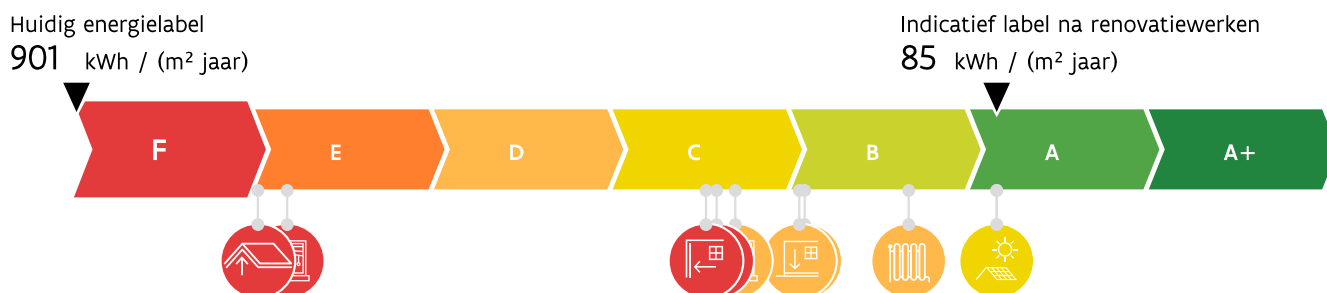 Huidig energielabel
901 kWh / (m² jaar)
Indicatief label na renovatiewerken
85 kWh / (m² jaar)
F E D C B A A+